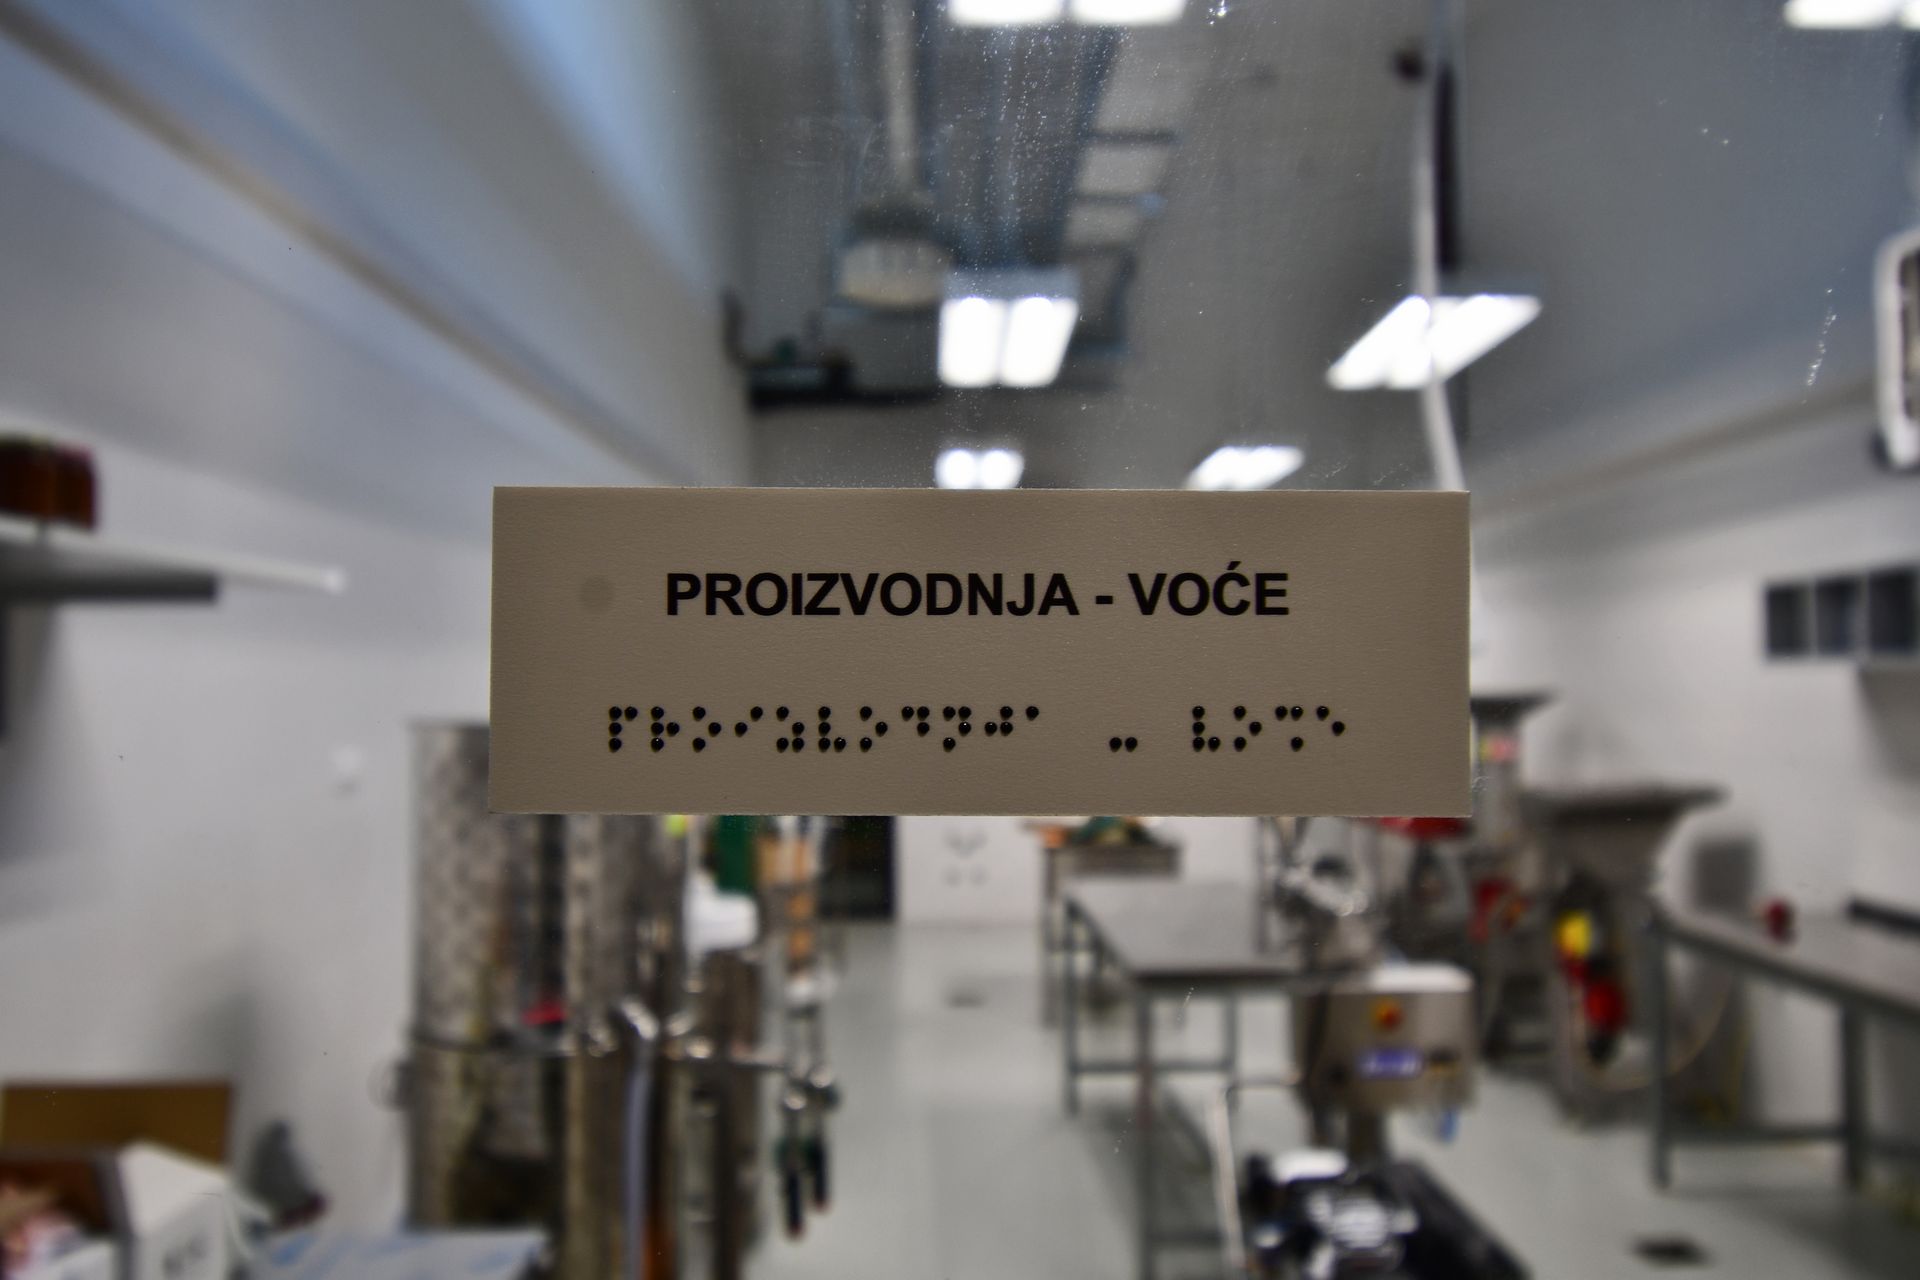 PROIZVODNJA - VOĆE
⠏⠗⠕⠊⠵⠧⠕⠙⠝⠚⠁ ⠤ ⠧⠕⠩⠑